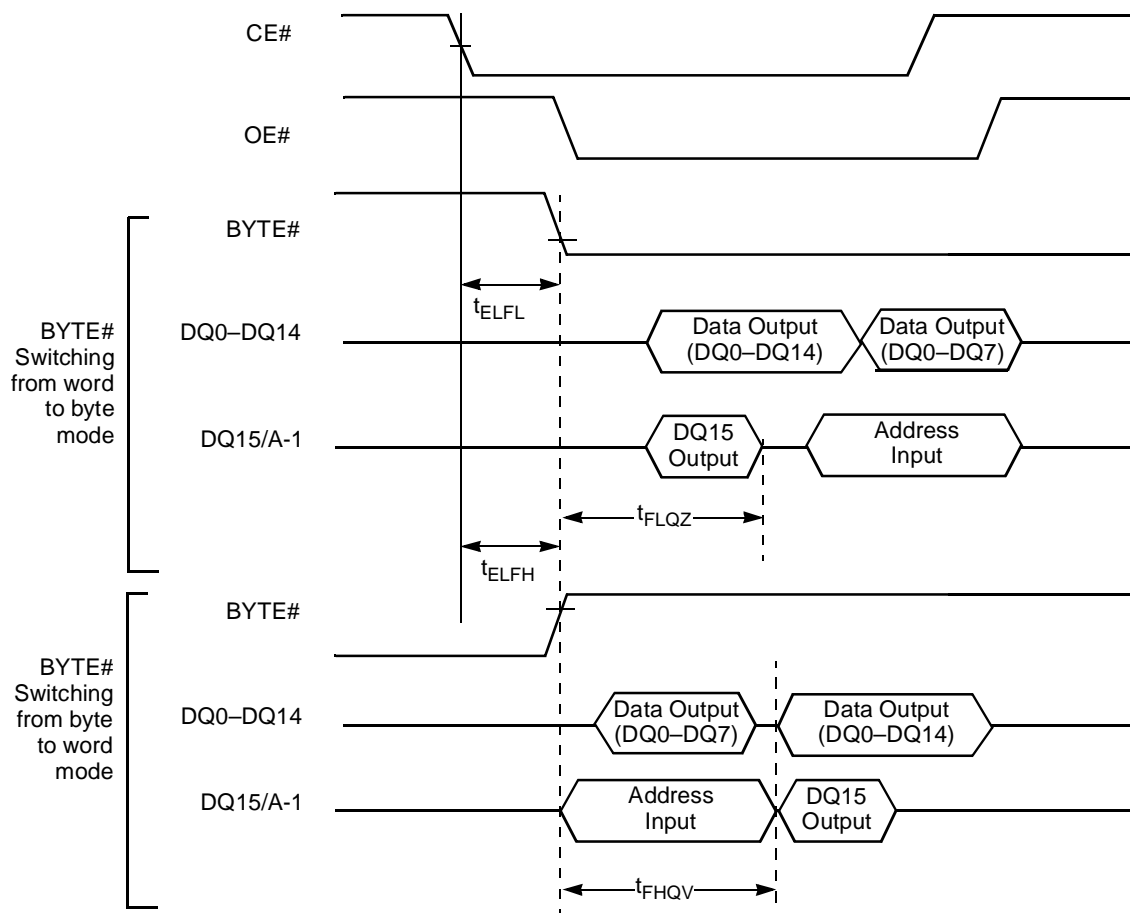 CE#
OE#
BYTE#
tELFL
BYTE#
Switching
from word
to byte
mode
DQ0–DQ14
Data Output
(DQ0–DQ14)
Data Output
(DQ0–DQ7)
DQ15/A-1
DQ15
Output
Address
Input
tFLQZ
tELFH
BYTE#
BYTE#
Switching
from byte
to word
mode
DQ0–DQ14
Data Output
(DQ0–DQ7)
Data Output
(DQ0–DQ14)
DQ15/A-1
Address
Input
DQ15
Output
tFHQV